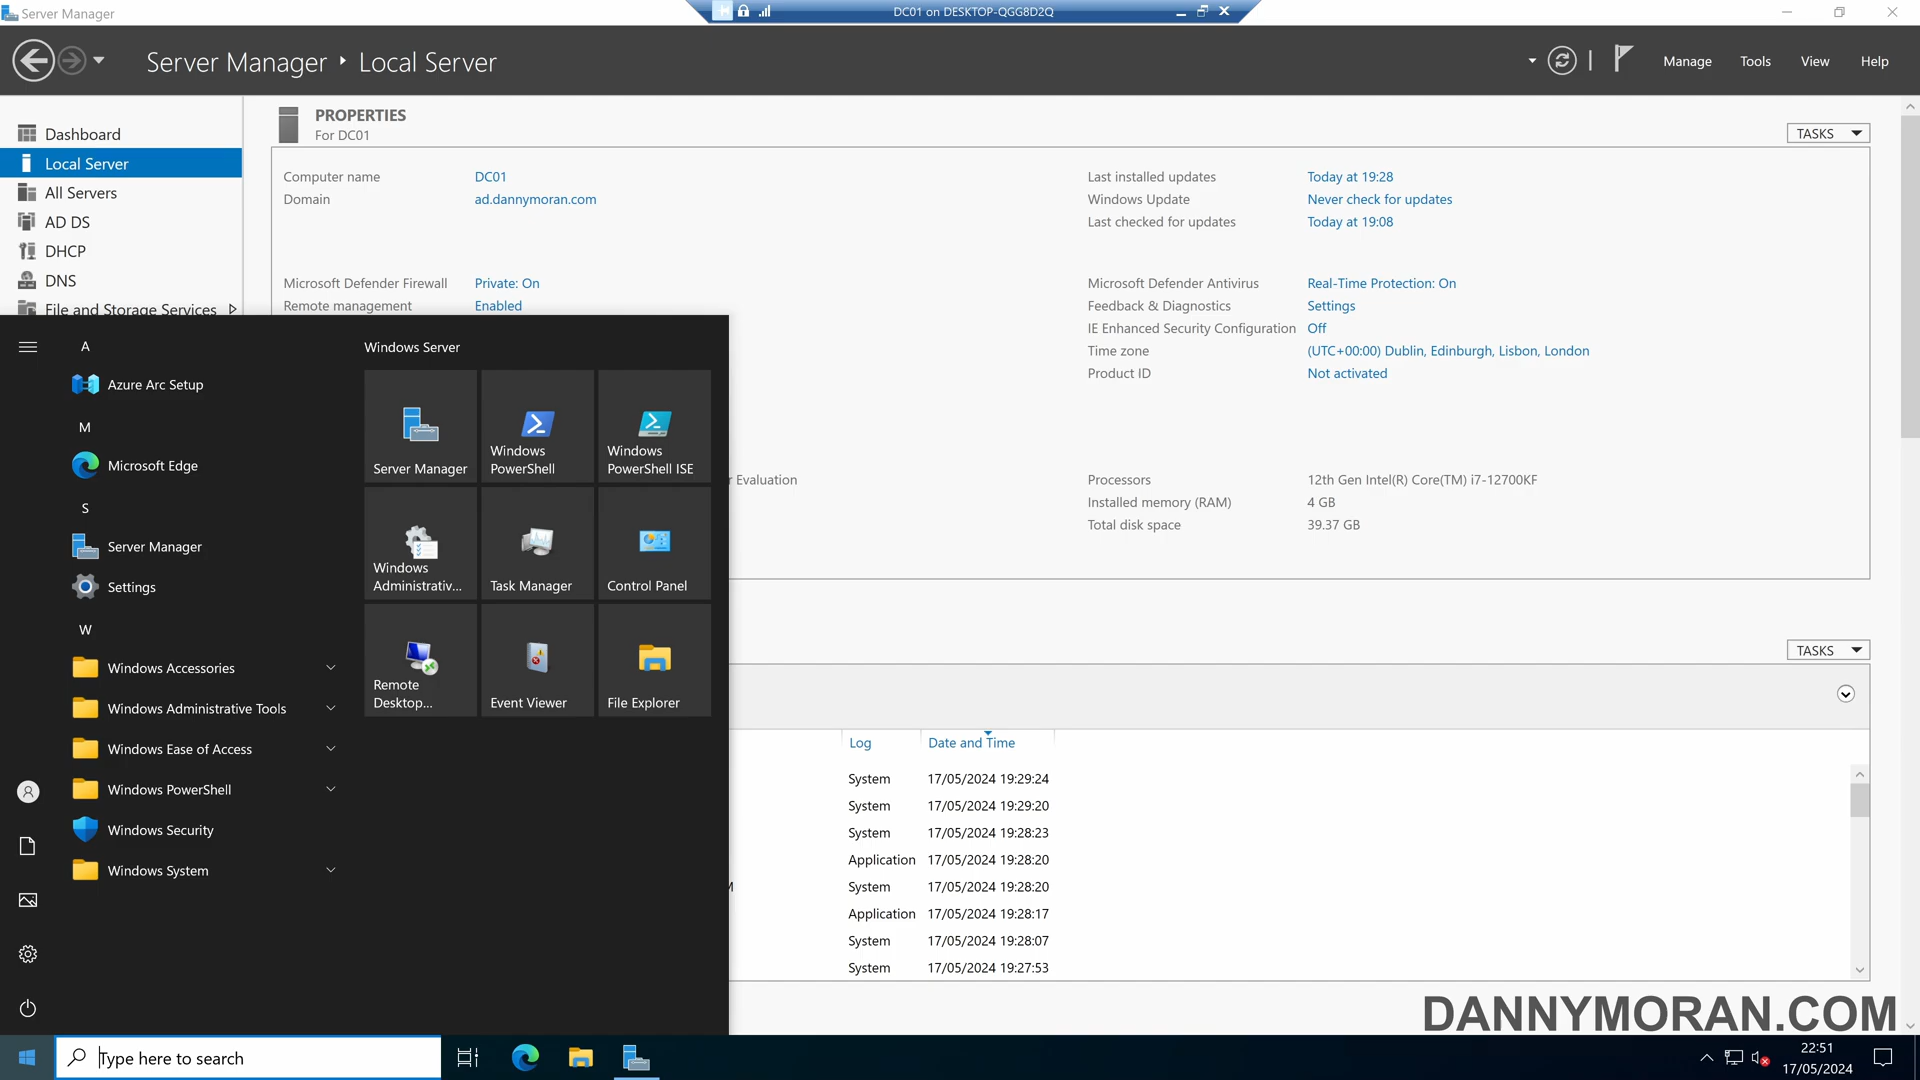 Server Manager
DC01 on DESKTOP-QGG8D2Q
Server Manager ‣ Local Server
Manage
Tools
View
Help
Dashboard
Local Server
All Servers
AD DS
DHCP
DNS
File and Storage Services
PROPERTIES
For DC01
TASKS
Computer name DC01
Domain ad.dannymoran.com
Last installed updates Today at 19:28
Windows Update Never check for updates
Last checked for updates Today at 19:08
Microsoft Defender Firewall Private: On
Remote management Enabled
Microsoft Defender Antivirus Real-Time Protection: On
Feedback & Diagnostics Settings
IE Enhanced Security Configuration Off
Time zone (UTC+00:00) Dublin, Edinburgh, Lisbon, London
Product ID Not activated
r Evaluation
Processors 12th Gen Intel(R) Core(TM) i7-12700KF
Installed memory (RAM) 4 GB
Total disk space 39.37 GB
A
Azure Arc Setup
M
Microsoft Edge
S
Server Manager
Settings
W
Windows Accessories
Windows Administrative Tools
Windows Ease of Access
Windows PowerShell
Windows Security
Windows System
Windows Server
Server Manager
Windows
PowerShell
Windows
PowerShell ISE
Windows
Administrativ...
Task Manager
Control Panel
Remote
Desktop...
Event Viewer
File Explorer
TASKS
Log Date and Time
System 17/05/2024 19:29:24
System 17/05/2024 19:29:20
System 17/05/2024 19:28:23
Application 17/05/2024 19:28:20
System 17/05/2024 19:28:20
Application 17/05/2024 19:28:17
System 17/05/2024 19:28:07
System 17/05/2024 19:27:53
DANNYMORAN.COM
Type here to search
22:51
17/05/2024